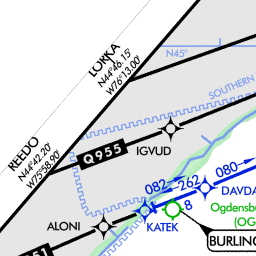 LORKA
N44°46.15'
W76°13.00'
N45°
SOUTHERN
REEDO
N44°42.20'
W75°58.90'
Q955
IGVUD
080
082
262
DAVDA
Ogdensbu
(OG
8
ALONI
KATEK
BURLING